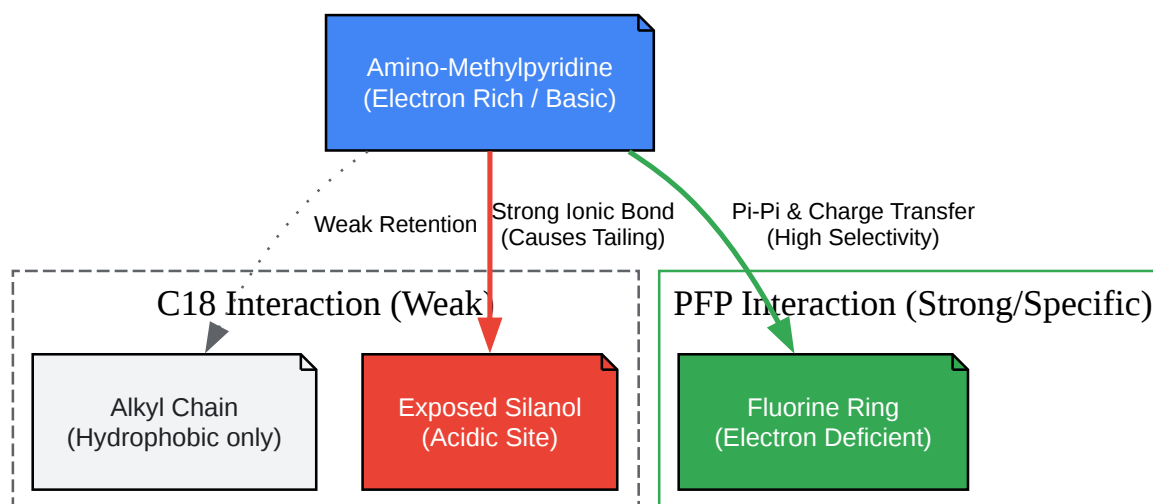 Amino-Methylpyridine
(Electron Rich / Basic)
Weak Retention
Strong Ionic Bond
(Causes Tailing)
Pi-Pi & Charge Transfer
(High Selectivity)
C18 Interaction (Weak)
PFP Interaction (Strong/Specific)
Alkyl Chain
(Hydrophobic only)
Exposed Silanol
(Acidic Site)
Fluorine Ring
(Electron Deficient)